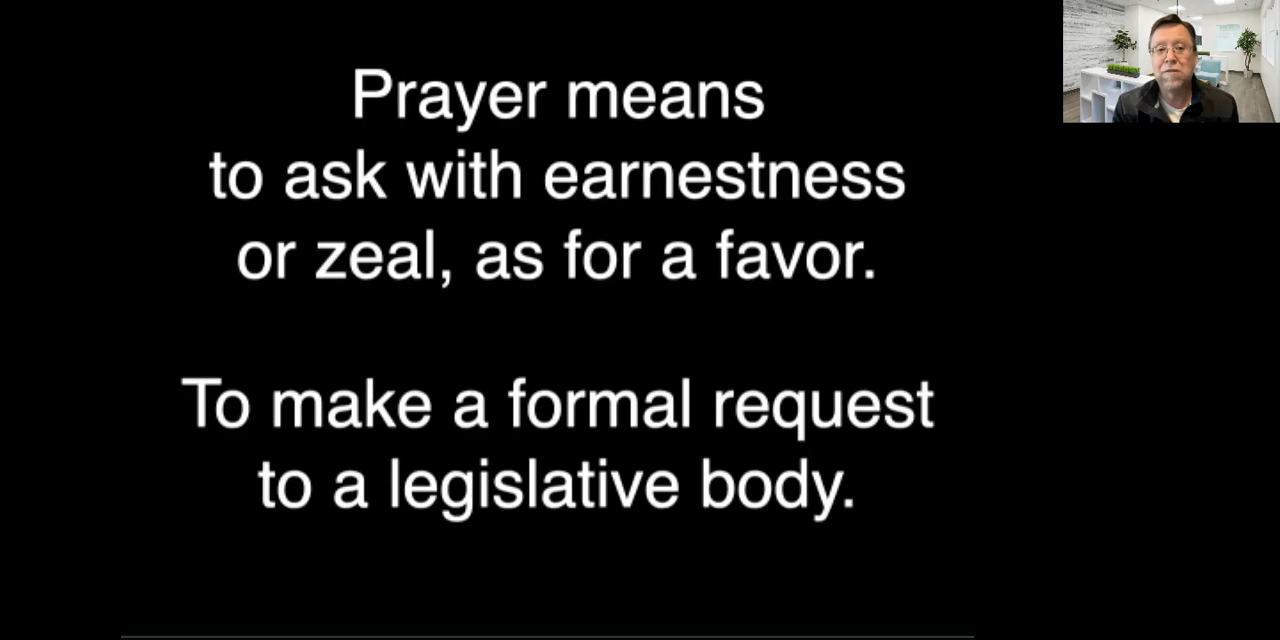 Prayer means
to ask with earnestness
or zeal, as for a favor.
To make a formal request
to a legislative body.